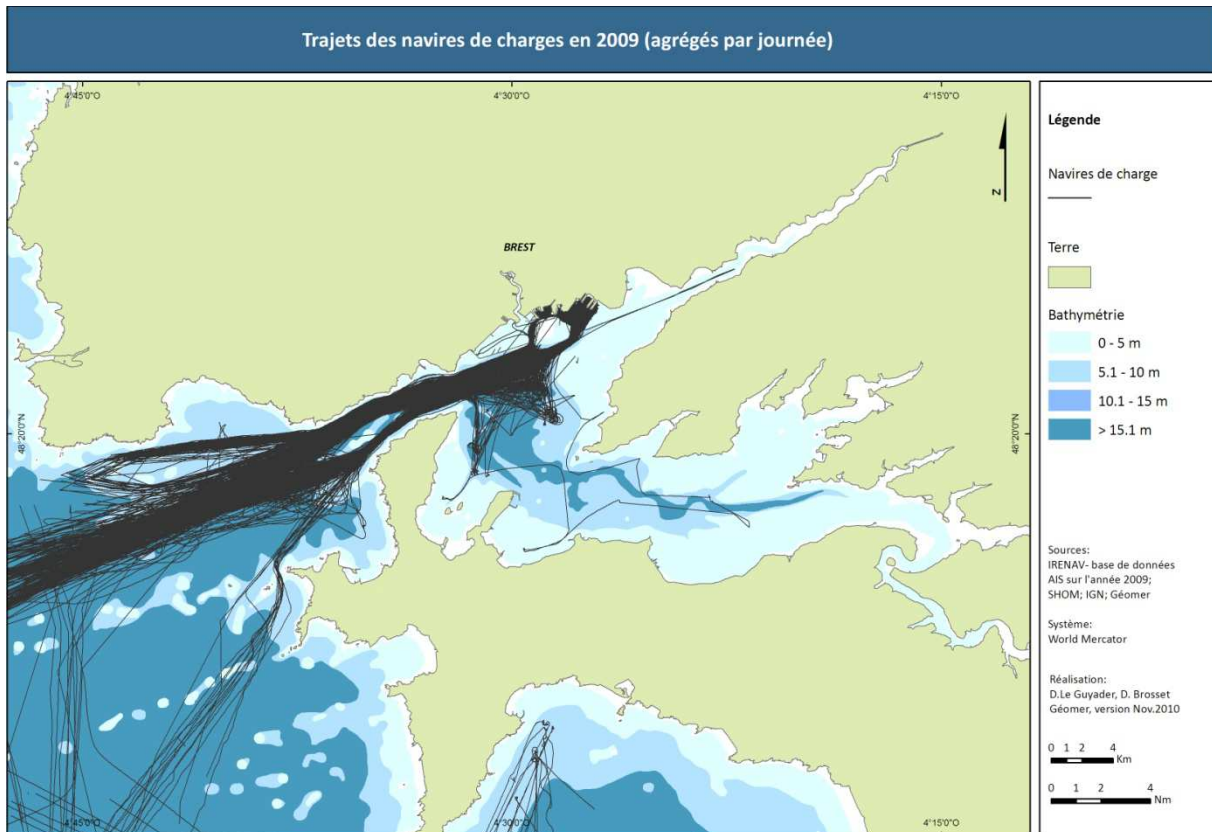 Trajets des navires de charges en 2009 (agrégés par journée)
4°45'0"O
4°30'0"O
4°15'0"O
BREST
N
48°20'0"N
48°20'0"N
4°45'0"O
4°30'0"O
4°15'0"O
Légende
Navires de charge
Terre
Bathymétrie
0 - 5 m
5.1 - 10 m
10.1 - 15 m
> 15.1 m
Sources:
IRENAV- base de données
AIS sur l'année 2009;
SHOM; IGN; Géomer
Système:
World Mercator
Réalisation:
D.Le Guyader, D. Brosset
Géomer, version Nov.2010
0 1 2 4
Km
0 1 2 4
Nm